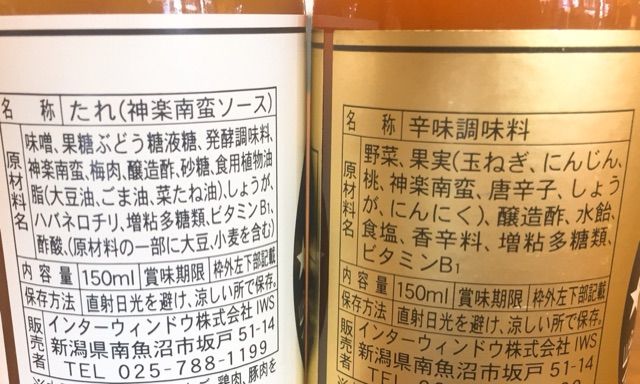 名 称 たれ(神楽南蛮ソース)
原材料名
味噌、果糖ぶどう糖液糖、発酵調味料、
神楽南蛮、梅肉、醸造酢、砂糖、食用植物油
脂(大豆油、ごま油、菜たね油)、しょうが、
ハバネロチリ、増粘多糖類、ビタミンB₁、
酢酸、(原材料の一部に大豆、小麦を含む)
内 容 量 150ml 賞味期限 枠外左下部記載
保存方法 直射日光を避け、涼しい所で保存。
販売者
インターウィンドウ株式会社 IWS
新潟県南魚沼市坂戸 51-14
TEL 025-788-1199
鶏肉、豚肉を
名 称 辛味調味料
原材料名
野菜、果実(玉ねぎ、にんじん、
桃、神楽南蛮、唐辛子、しょう
が、にんにく)、醸造酢、水飴、
食塩、香辛料、増粘多糖類、
ビタミンB₁
内 容 量 150ml 賞味期限 枠外左下部記載
保存方法 直射日光を避け、涼しい所で保存。
販売者
インターウィンドウ株式会社 IWS
新潟県南魚沼市坂戸 51-14
TEL 025-788-1199